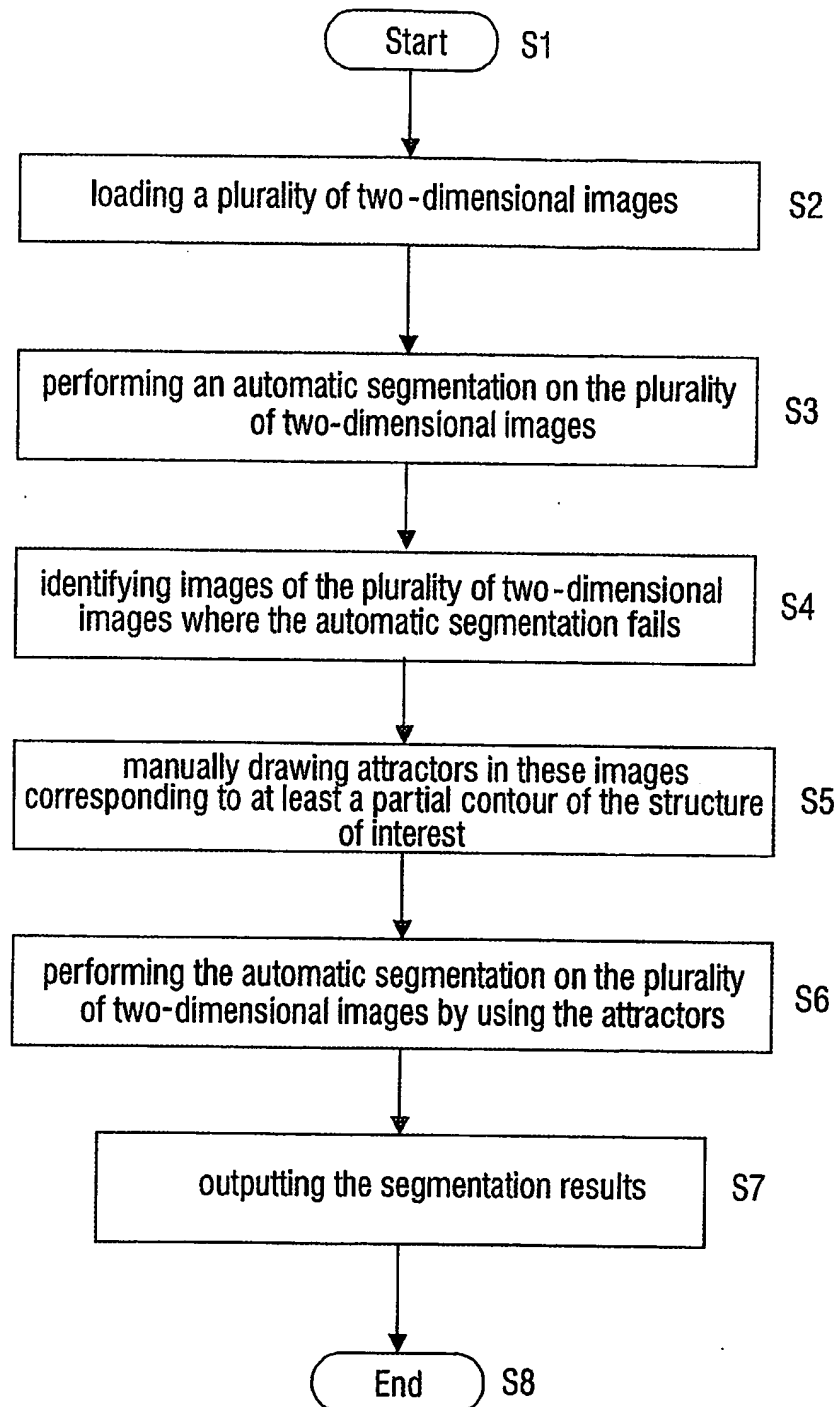 Start S1
loading a plurality of two-dimensional images S2
performing an automatic segmentation on the plurality
of two-dimensional images
S3
identifying images of the plurality of two-dimensional
images where the automatic segmentation fails
S4
manually drawing attractors in these images
corresponding to at least a partial contour of the structure
of interest
S5
performing the automatic segmentation on the plurality
of two-dimensional images by using the attractors
S6
outputting the segmentation results S7
End S8